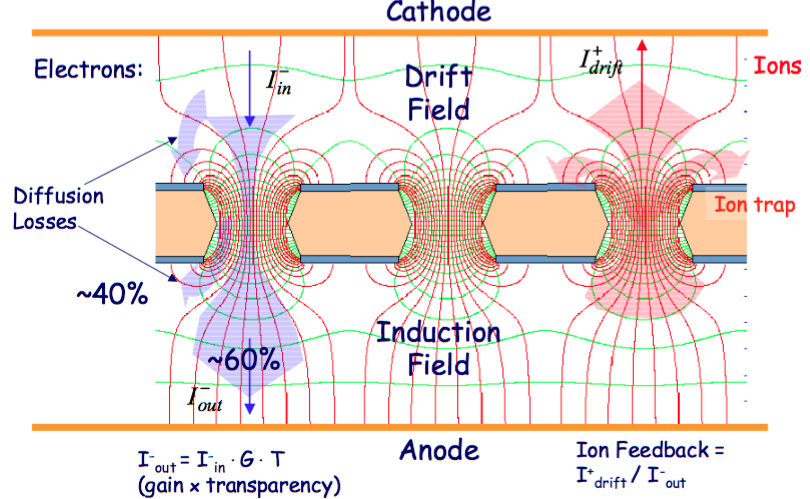 Cathode
Electrons:
I⁻in
Drift
Field
I⁺drift
Ions
Diffusion
Losses
Ion trap
~40%
Induction
Field
~60%
I⁻out
Anode
I⁻out = I⁻in · G · T
(gain x transparency)
Ion Feedback =
I⁺drift / I⁻out